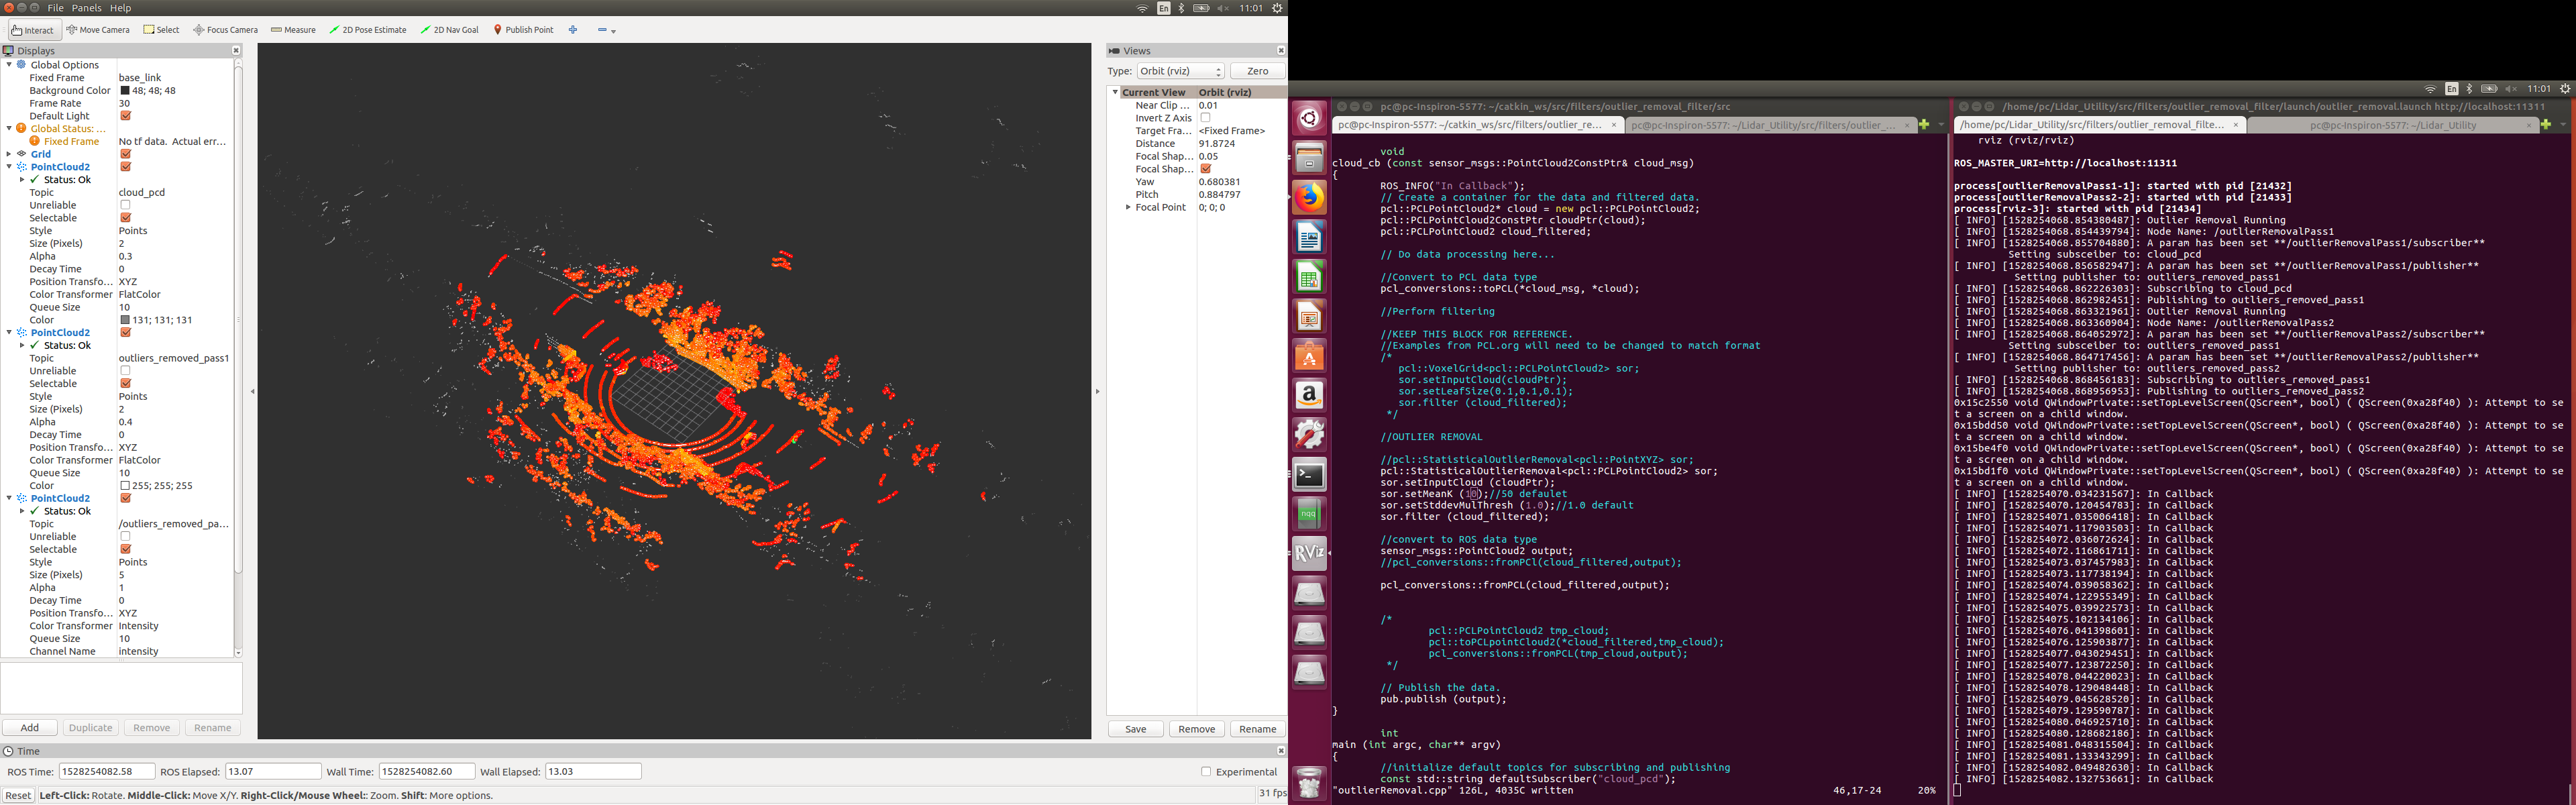 File Panels Help
En 11:01
Interact Move Camera Select Focus Camera Measure 2D Pose Estimate 2D Nav Goal Publish Point
Displays
Global Options
Fixed Frame base_link
Background Color 48; 48; 48
Frame Rate 30
Default Light
Global Status: ...
Fixed Frame No tf data. Actual err...
Grid
PointCloud2
Status: Ok
Topic cloud_pcd
Unreliable
Selectable
Style Points
Size (Pixels) 2
Alpha 0.3
Decay Time 0
Position Transfo... XYZ
Color Transformer FlatColor
Queue Size 10
Color 131; 131; 131
PointCloud2
Status: Ok
Topic outliers_removed_pass1
Unreliable
Selectable
Style Points
Size (Pixels) 2
Alpha 0.4
Decay Time 0
Position Transfo... XYZ
Color Transformer FlatColor
Queue Size 10
Color 255; 255; 255
PointCloud2
Status: Ok
Topic /outliers_removed_pa...
Unreliable
Selectable
Style Points
Size (Pixels) 5
Alpha 1
Decay Time 0
Position Transfo... XYZ
Color Transformer Intensity
Queue Size 10
Channel Name intensity
Add Duplicate Remove Rename
Views
Type: Orbit (rviz) Zero
Current View Orbit (rviz)
Near Clip ... 0.01
Invert Z Axis
Target Fra... <Fixed Frame>
Distance 91.8724
Focal Shap... 0.05
Focal Shap...
Yaw 0.680381
Pitch 0.884797
Focal Point 0; 0; 0
Save Remove Rename
Time
ROS Time: 1528254082.58 ROS Elapsed: 13.07 Wall Time: 1528254082.60 Wall Elapsed: 13.03 Experimental
Reset Left-Click: Rotate. Middle-Click: Move X/Y. Right-Click/Mouse Wheel:: Zoom. Shift: More options. 31 fps
En 11:01
pc@pc-Inspiron-5577: ~/catkin_ws/src/filters/outlier_removal_filter/src
pc@pc-Inspiron-5577: ~/catkin_ws/src/filters/outlier_re... × pc@pc-Inspiron-5577: ~/Lidar_Utility/src/filters/outlier_... ×
void
cloud_cb (const sensor_msgs::PointCloud2ConstPtr& cloud_msg)
{
ROS_INFO("In Callback");
// Create a container for the data and filtered data.
pcl::PCLPointCloud2* cloud = new pcl::PCLPointCloud2;
pcl::PCLPointCloud2ConstPtr cloudPtr(cloud);
pcl::PCLPointCloud2 cloud_filtered;
// Do data processing here...
//Convert to PCL data type
pcl_conversions::toPCL(*cloud_msg, *cloud);
//Perform filtering
//KEEP THIS BLOCK FOR REFERENCE.
//Examples from PCL.org will need to be changed to match format
/*
pcl::VoxelGrid<pcl::PCLPointCloud2> sor;
sor.setInputCloud(cloudPtr);
sor.setLeafSize(0.1,0.1,0.1);
sor.filter (cloud_filtered);
*/
//OUTLIER REMOVAL
//pcl::StatisticalOutlierRemoval<pcl::PointXYZ> sor;
pcl::StatisticalOutlierRemoval<pcl::PCLPointCloud2> sor;
sor.setInputCloud (cloudPtr);
sor.setMeanK (10);//50 defaulet
sor.setStddevMulThresh (1.0);//1.0 default
sor.filter (cloud_filtered);
//convert to ROS data type
sensor_msgs::PointCloud2 output;
//pcl_conversions::fromPCl(cloud_filtered,output);
pcl_conversions::fromPCl(cloud_filtered,output);
/*
pcl::PCLPointCloud2 tmp_cloud;
pcl::toPCLpointCloud2(*cloud_filtered,tmp_cloud);
pcl_conversions::fromPCL(tmp_cloud,output);
*/
// Publish the data.
pub.publish (output);
}
int
main (int argc, char** argv)
{
//initialize default topics for subscribing and publishing
const std::string defaultSubscriber("cloud_pcd");
"outlierRemoval.cpp" 126L, 4035C written 46,17-24 20%
/home/pc/Lidar_Utility/src/filters/outlier_removal_filter/launch/outlier_removal.launch http://localhost:11311
/home/pc/Lidar_Utility/src/filters/outlier_removal_filte... × pc@pc-Inspiron-5577: ~/Lidar_Utility ×
rviz (rviz/rviz)
ROS_MASTER_URI=http://localhost:11311
process[outlierRemovalPass1-1]: started with pid [21432]
process[outlierRemovalPass2-2]: started with pid [21433]
process[rviz-3]: started with pid [21434]
[ INFO] [1528254068.854380487]: Outlier Removal Running
[ INFO] [1528254068.854439794]: Node Name: /outlierRemovalPass1
[ INFO] [1528254068.855704880]: A param has been set **/outlierRemovalPass1/subscriber**
Setting subsceiber to: cloud_pcd
[ INFO] [1528254068.856582947]: A param has been set **/outlierRemovalPass1/publisher**
Setting publisher to: outliers_removed_pass1
[ INFO] [1528254068.862226303]: Subscribing to cloud_pcd
[ INFO] [1528254068.862982451]: Publishing to outliers_removed_pass1
[ INFO] [1528254068.863321961]: Outlier Removal Running
[ INFO] [1528254068.863360904]: Node Name: /outlierRemovalPass2
[ INFO] [1528254068.864052972]: A param has been set **/outlierRemovalPass2/subscriber**
Setting subsceiber to: outliers_removed_pass1
[ INFO] [1528254068.864717456]: A param has been set **/outlierRemovalPass2/publisher**
Setting publisher to: outliers_removed_pass2
[ INFO] [1528254068.868456183]: Subscribing to outliers_removed_pass1
[ INFO] [1528254068.868956953]: Publishing to outliers_removed_pass2
0x15c2550 void QWindowPrivate::setTopLevelScreen(QScreen*, bool) ( QScreen(0xa28f40) ): Attempt to se
t a screen on a child window.
0x15bdd50 void QWindowPrivate::setTopLevelScreen(QScreen*, bool) ( QScreen(0xa28f40) ): Attempt to se
t a screen on a child window.
0x15be4f0 void QWindowPrivate::setTopLevelScreen(QScreen*, bool) ( QScreen(0xa28f40) ): Attempt to se
t a screen on a child window.
0x15bd1f0 void QWindowPrivate::setTopLevelScreen(QScreen*, bool) ( QScreen(0xa28f40) ): Attempt to se
t a screen on a child window.
[ INFO] [1528254070.034231567]: In Callback
[ INFO] [1528254070.120454783]: In Callback
[ INFO] [1528254071.035006418]: In Callback
[ INFO] [1528254071.117903503]: In Callback
[ INFO] [1528254072.036072624]: In Callback
[ INFO] [1528254072.116861711]: In Callback
[ INFO] [1528254073.037457983]: In Callback
[ INFO] [1528254073.117738194]: In Callback
[ INFO] [1528254074.039058362]: In Callback
[ INFO] [1528254074.122955349]: In Callback
[ INFO] [1528254075.039922573]: In Callback
[ INFO] [1528254075.102134106]: In Callback
[ INFO] [1528254076.041398601]: In Callback
[ INFO] [1528254076.125903877]: In Callback
[ INFO] [1528254077.043029451]: In Callback
[ INFO] [1528254077.123872250]: In Callback
[ INFO] [1528254078.044220023]: In Callback
[ INFO] [1528254078.129048448]: In Callback
[ INFO] [1528254079.045628520]: In Callback
[ INFO] [1528254079.129590787]: In Callback
[ INFO] [1528254080.046925710]: In Callback
[ INFO] [1528254080.128682186]: In Callback
[ INFO] [1528254081.048315504]: In Callback
[ INFO] [1528254081.133343299]: In Callback
[ INFO] [1528254082.049482630]: In Callback
[ INFO] [1528254082.132753661]: In Callback